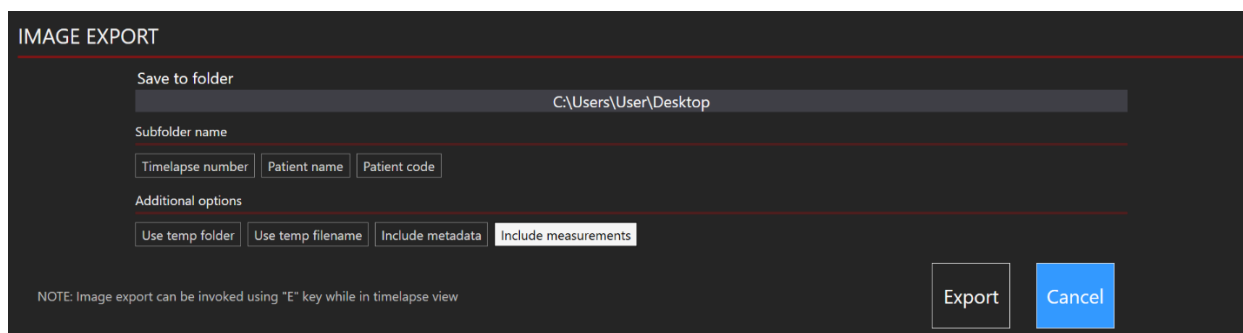 IMAGE EXPORT
Save to folder
C:\Users\User\Desktop
Subfolder name
Timelapse number Patient name Patient code
Additional options
Use temp folder Use temp filename Include metadata Include measurements
NOTE: Image export can be invoked using "E" key while in timelapse view
Export Cancel